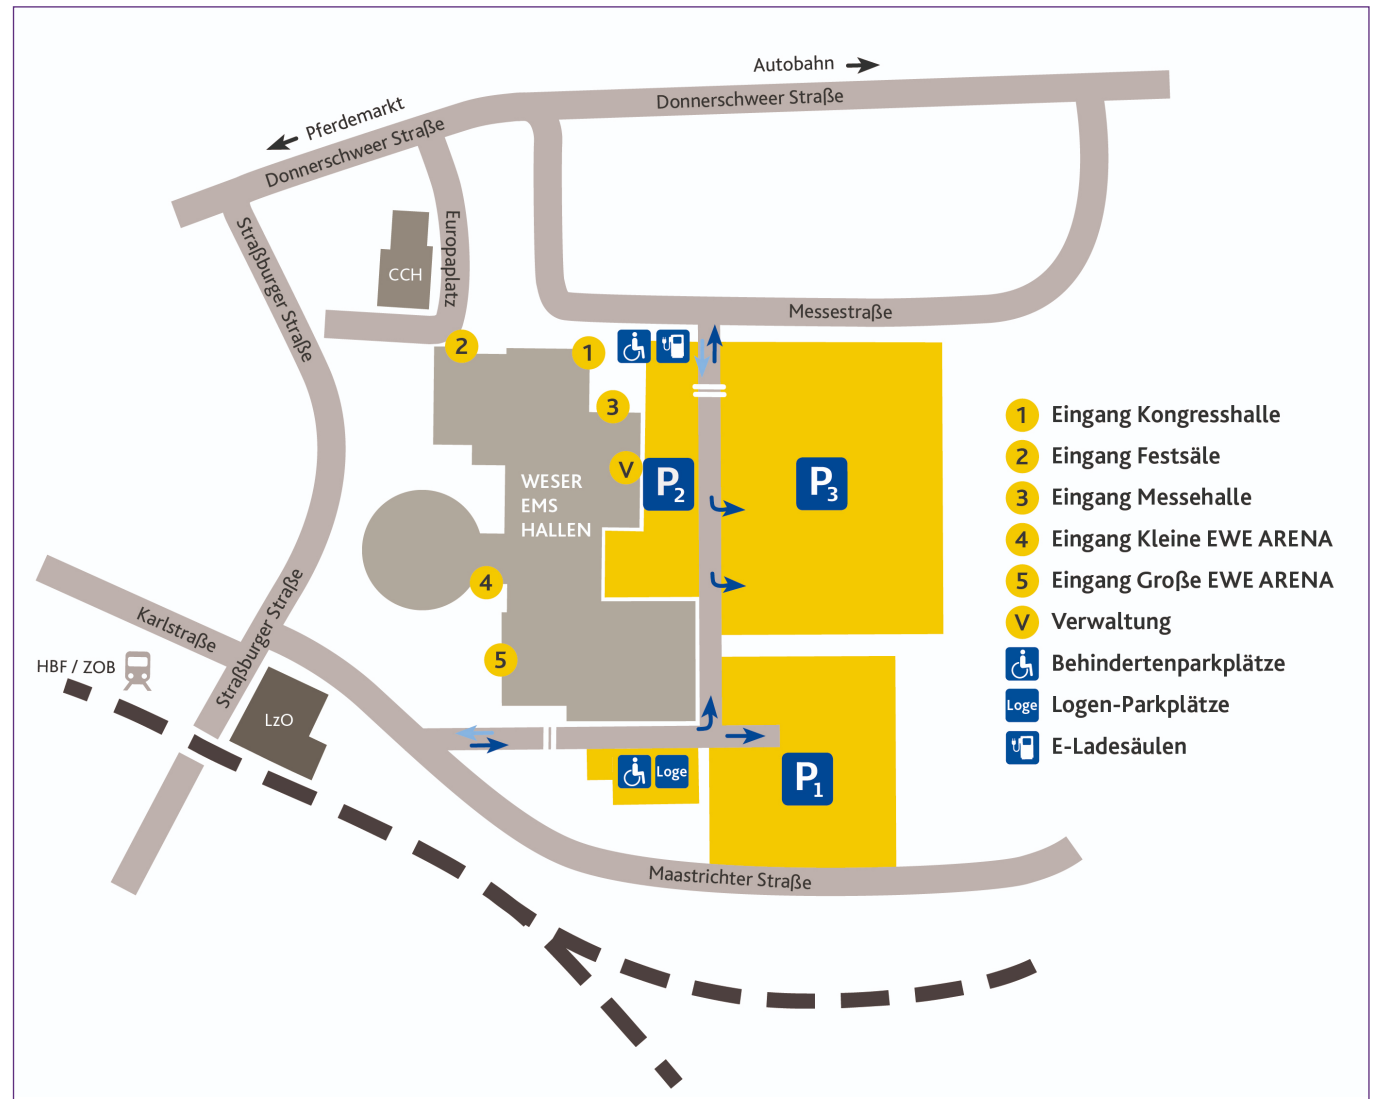 Autobahn
Donnerschweer Straße
Pferdemarkt
Donnerschweer Straße
Straßburger Straße
Europaplatz
CCH
Messestraße
2
1
3
V
WESER
EMS
HALLEN
P2
P3
4
5
1 Eingang Kongresshalle
2 Eingang Festsäle
3 Eingang Messehalle
4 Eingang Kleine EWE ARENA
5 Eingang Große EWE ARENA
V Verwaltung
Behindertenparkplätze
Loge Logen-Parkplätze
E-Ladesäulen
Karlstraße
Straßburger Straße
HBF / ZOB
LzO
Loge
P1
Maastrichter Straße